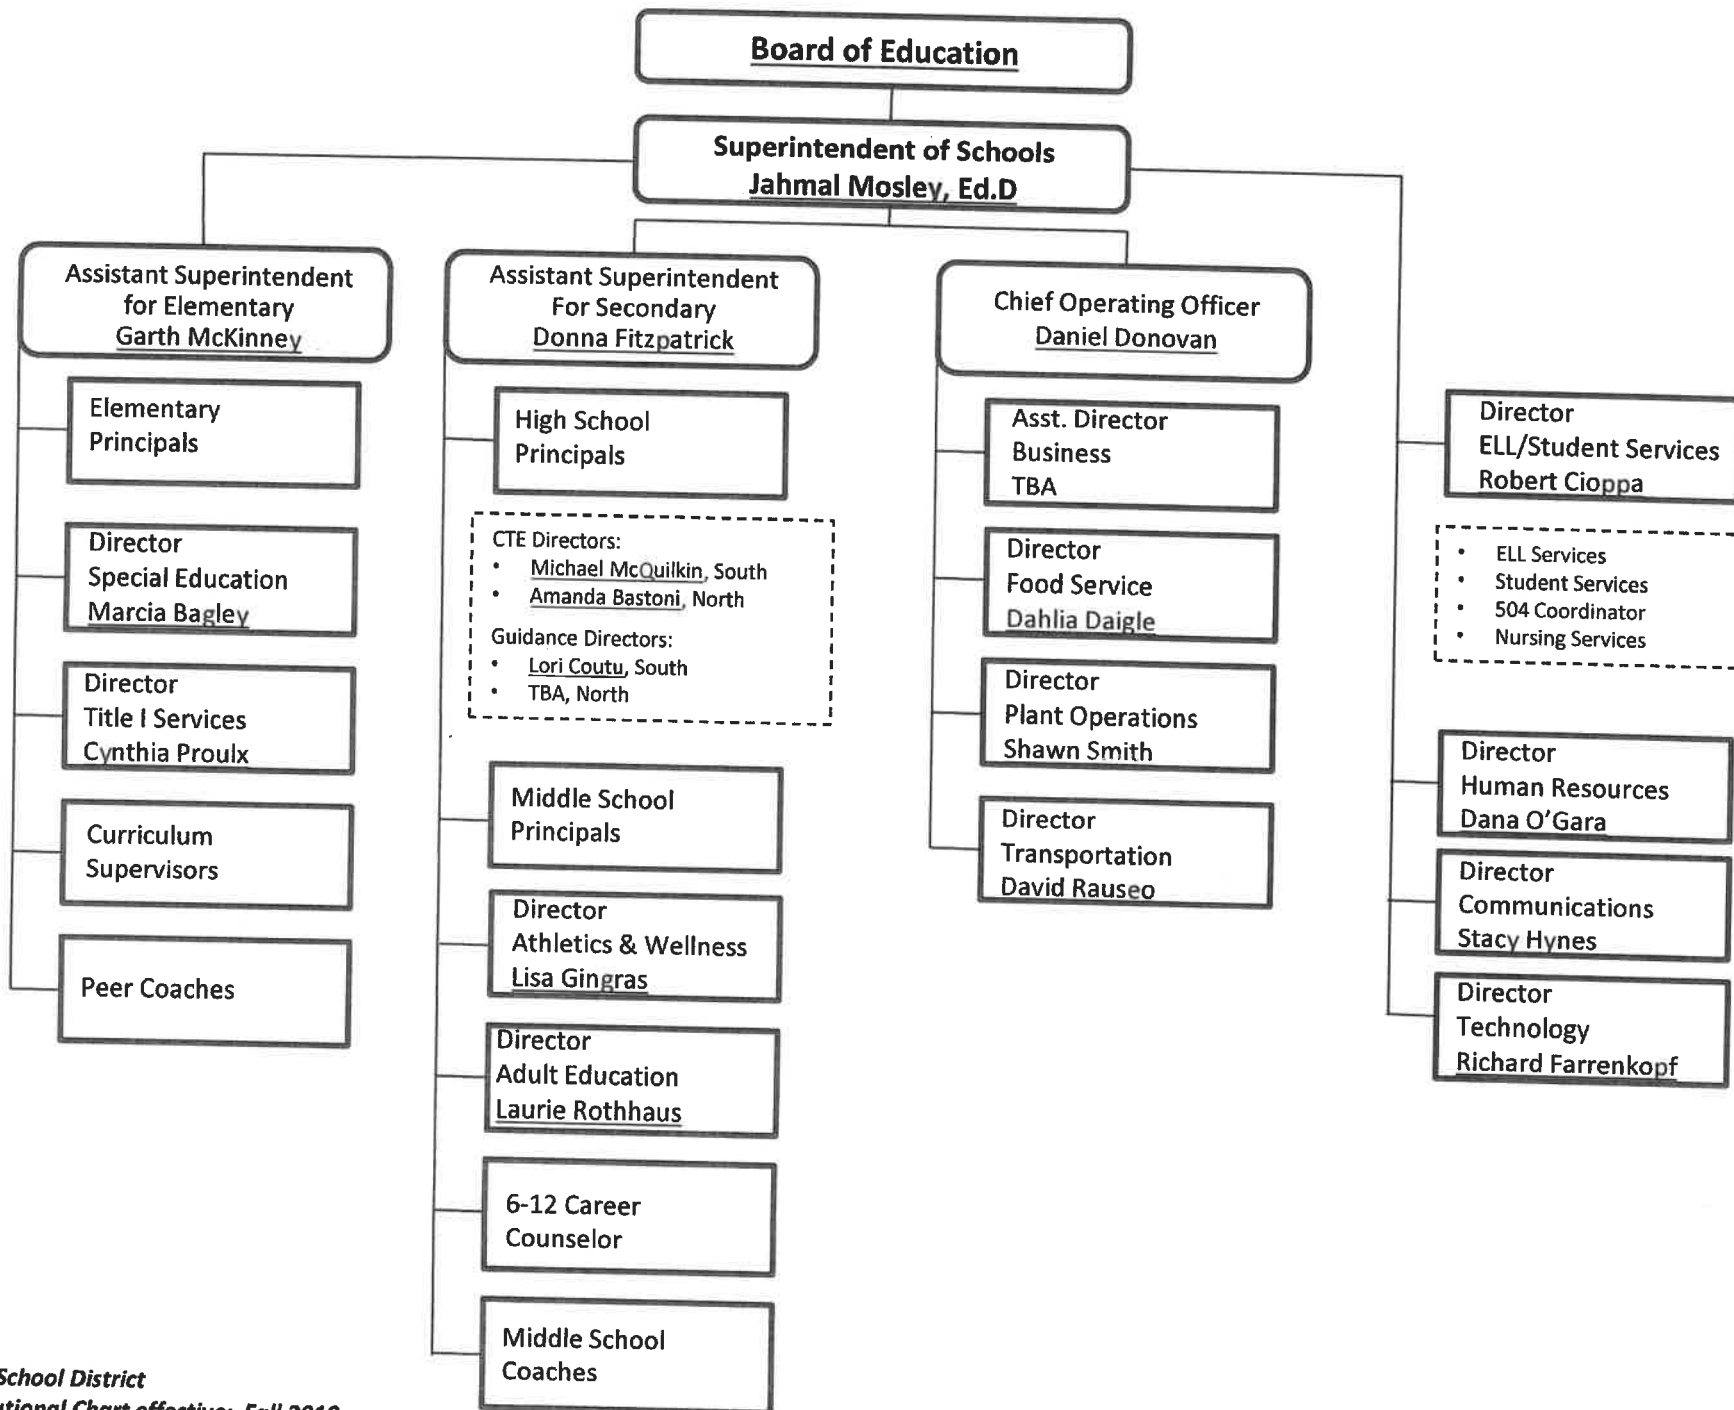 Board of Education
Superintendent of Schools
Jahmal Mosley, Ed.D
Assistant Superintendent
for Elementary
Garth McKinney
Elementary
Principals
Director
Special Education
Marcia Bagley
Director
Title I Services
Cynthia Proulx
Curriculum
Supervisors
Peer Coaches
Assistant Superintendent
For Secondary
Donna Fitzpatrick
High School
Principals
CTE Directors:
• Michael McQuilkin, South
• Amanda Bastoni, North
Guidance Directors:
• Lori Coutu, South
• TBA, North
Middle School
Principals
Director
Athletics & Wellness
Lisa Gingras
Director
Adult Education
Laurie Rothhaus
6-12 Career
Counselor
Middle School
Coaches
Chief Operating Officer
Daniel Donovan
Asst. Director
Business
TBA
Director
Food Service
Dahlia Daigle
Director
Plant Operations
Shawn Smith
Director
Transportation
David Rauseo
Director
ELL/Student Services
Robert Cioppa
• ELL Services
• Student Services
• 504 Coordinator
• Nursing Services
Director
Human Resources
Dana O'Gara
Director
Communications
Stacy Hynes
Director
Technology
Richard Farrenkopf
School District
Chart effective: Fall